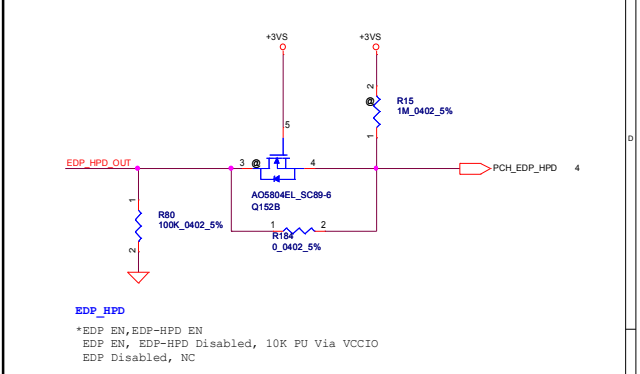 +3VS +3VS
2
@ R15
1M_0402_5%
1
5
D
EDP_HPD_OUT 3 @ 4 PCH_EDP_HPD 4
AO5804EL_SC89-6
Q152B
1
R80
100K_0402_5%
2
1 2
R184
0_0402_5%
EDP_HPD
*EDP EN,EDP-HPD EN
EDP EN, EDP-HPD Disabled, 10K PU Via VCCIO
EDP Disabled, NC